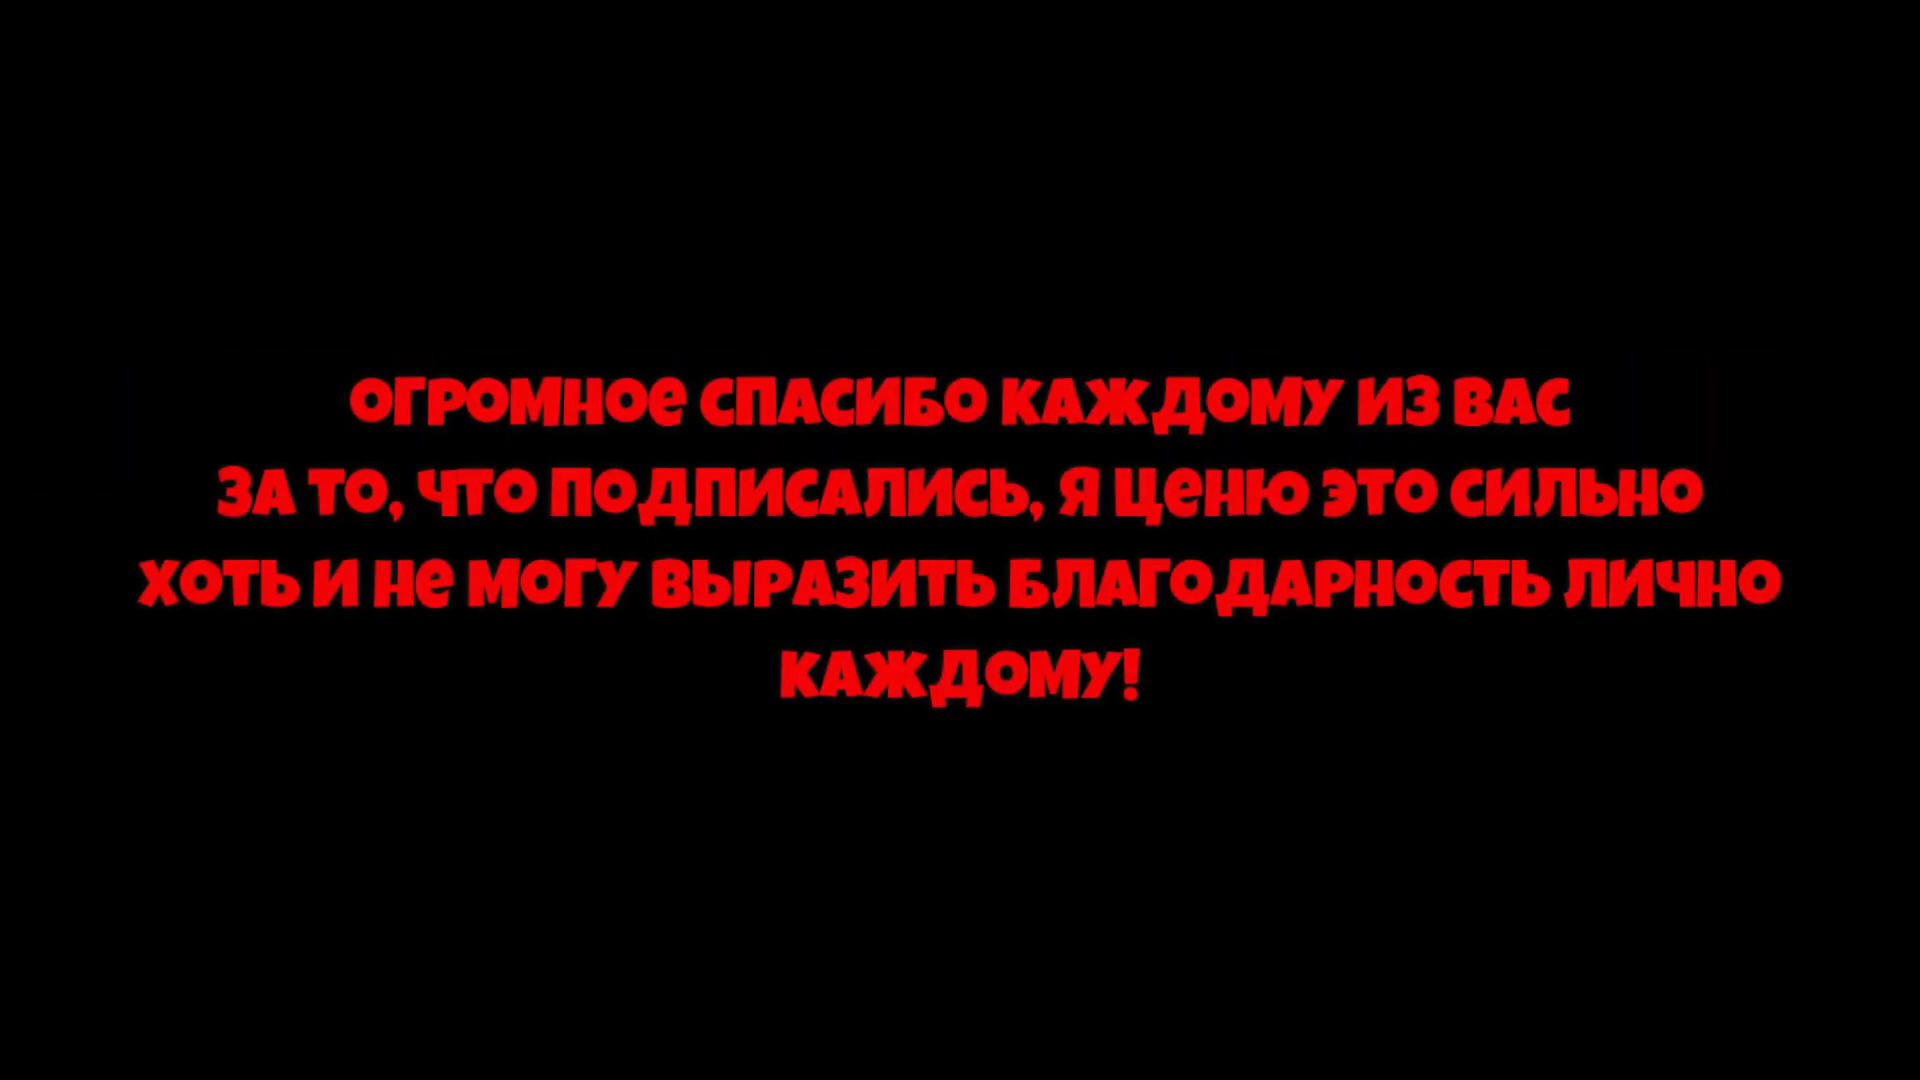 ОГРОМНОе СПАСИБО КАЖДОМУ ИЗ ВАС
ЗА ТО, ЧТО ПОДПИСАЛИСЬ, Я ЦеНЮ ЭТО СИЛЬНО
ХОТЬ И Не МОГУ ВЫРАЗИТЬ БЛАГОДАРНОСТЬ ЛИЧНО
КАЖДОМУ!